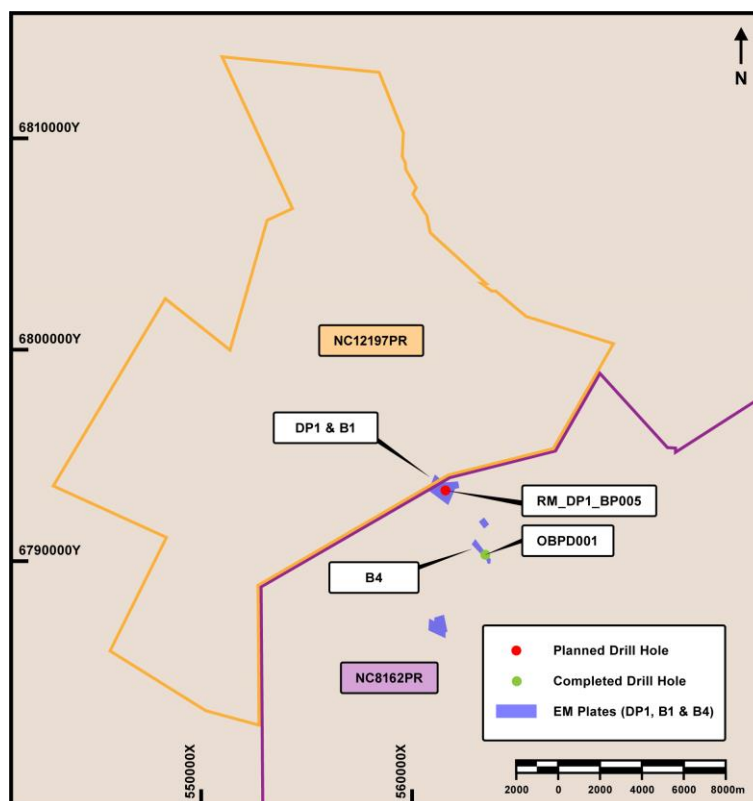 N
6810000Y
6800000Y
NC12197PR
DP1 & B1
RM_DP1_BP005
OBPD001
6790000Y
B4
NC8162PR
Planned Drill Hole
Completed Drill Hole
EM Plates (DP1, B1 & B4)
550000X
560000X
2000 0 2000 4000 6000 8000m